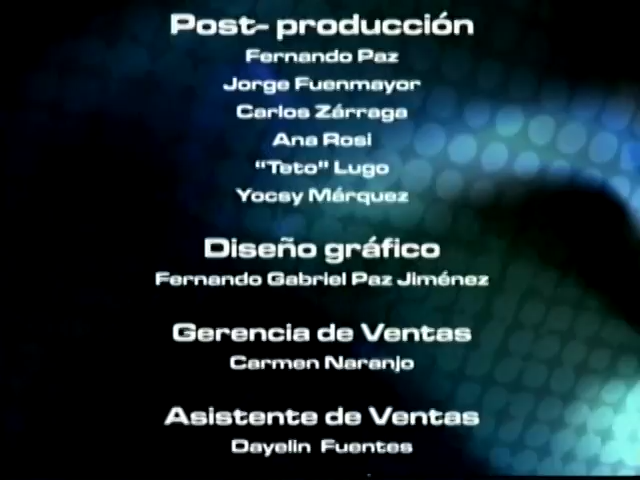 Post- producción
Fernando Paz
Jorge Fuenmayor
Carlos Zárraga
Ana Rosi
"Teto" Lugo
Yocsy Márquez
Diseño gráfico
Fernando Gabriel Paz Jiménez
Gerencia de Ventas
Carmen Naranjo
Asistente de Ventas
Dayelin Fuentes